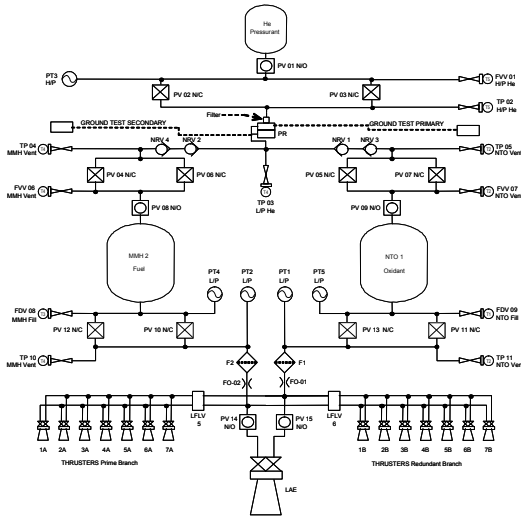 He
Pressurant
PV 01 N/O
PT3
H/P
FVV 01
H/P He
PV 02 N/C
PV 03 N/C
TP 02
H/P He
Filter
GROUND TEST SECONDARY
GROUND TEST PRIMARY
PR
TP 04
MMH Vent
NRV 4
NRV 2
NRV 1
NRV 3
TP 05
NTO Vent
PV 04 N/C
PV 06 N/C
PV 05 N/C
PV 07 N/C
FVV 06
MMH Vent
TP 03
L/P He
FVV 07
NTO Vent
PV 08 N/O
PV 09 N/O
MMH 2
Fuel
NTO 1
Oxidant
PT4
L/P
PT2
L/P
PT1
L/P
PT5
L/P
FDV 08
MMH Fill
FDV 09
NTO Fill
PV 12 N/C
PV 10 N/C
PV 13 N/C
PV 11 N/C
TP 10
MMH Vent
F2
F1
TP 11
NTO Vent
FO-02
FO-01
LFLV
5
PV 14
N/O
PV 15
N/O
LFLV
6
1A 2A 3A 4A 5A 6A 7A
1B 2B 3B 4B 5B 6B 7B
THRUSTERS Prime Branch
THRUSTERS Redundant Branch
LAE